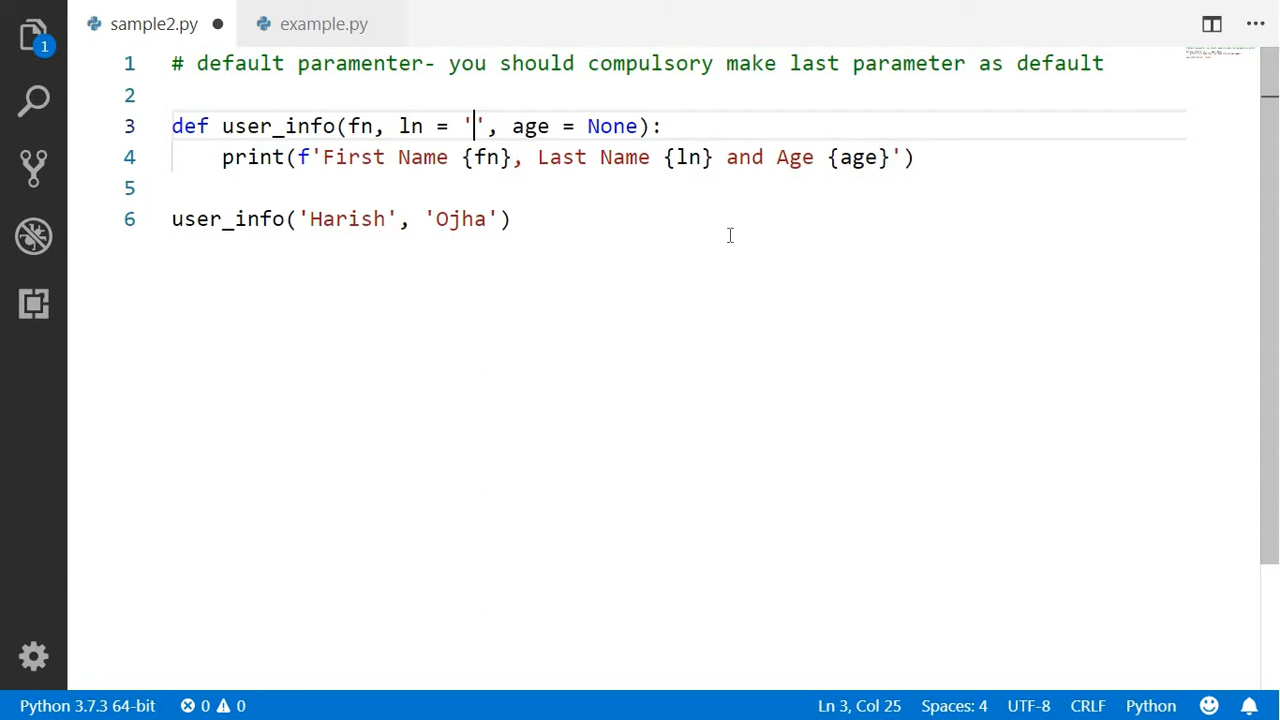 sample2.py ● example.py ...
1
1 # default paramenter- you should compulsory make last parameter as default
2
3 def user_info(fn, ln = '', age = None):
4     print(f'First Name {fn}, Last Name {ln} and Age {age}')
5
6 user_info('Harish', 'Ojha')
Python 3.7.3 64-bit 0 0 Ln 3, Col 25 Spaces: 4 UTF-8 CRLF Python